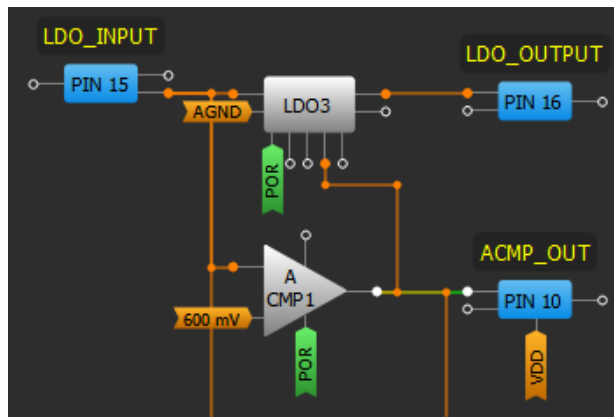 LDO_INPUT
LDO_OUTPUT
PIN 15
LDO3
PIN 16
AGND
POR
ACMP_OUT
A
CMP1
PIN 10
600 mV
POR
VDD